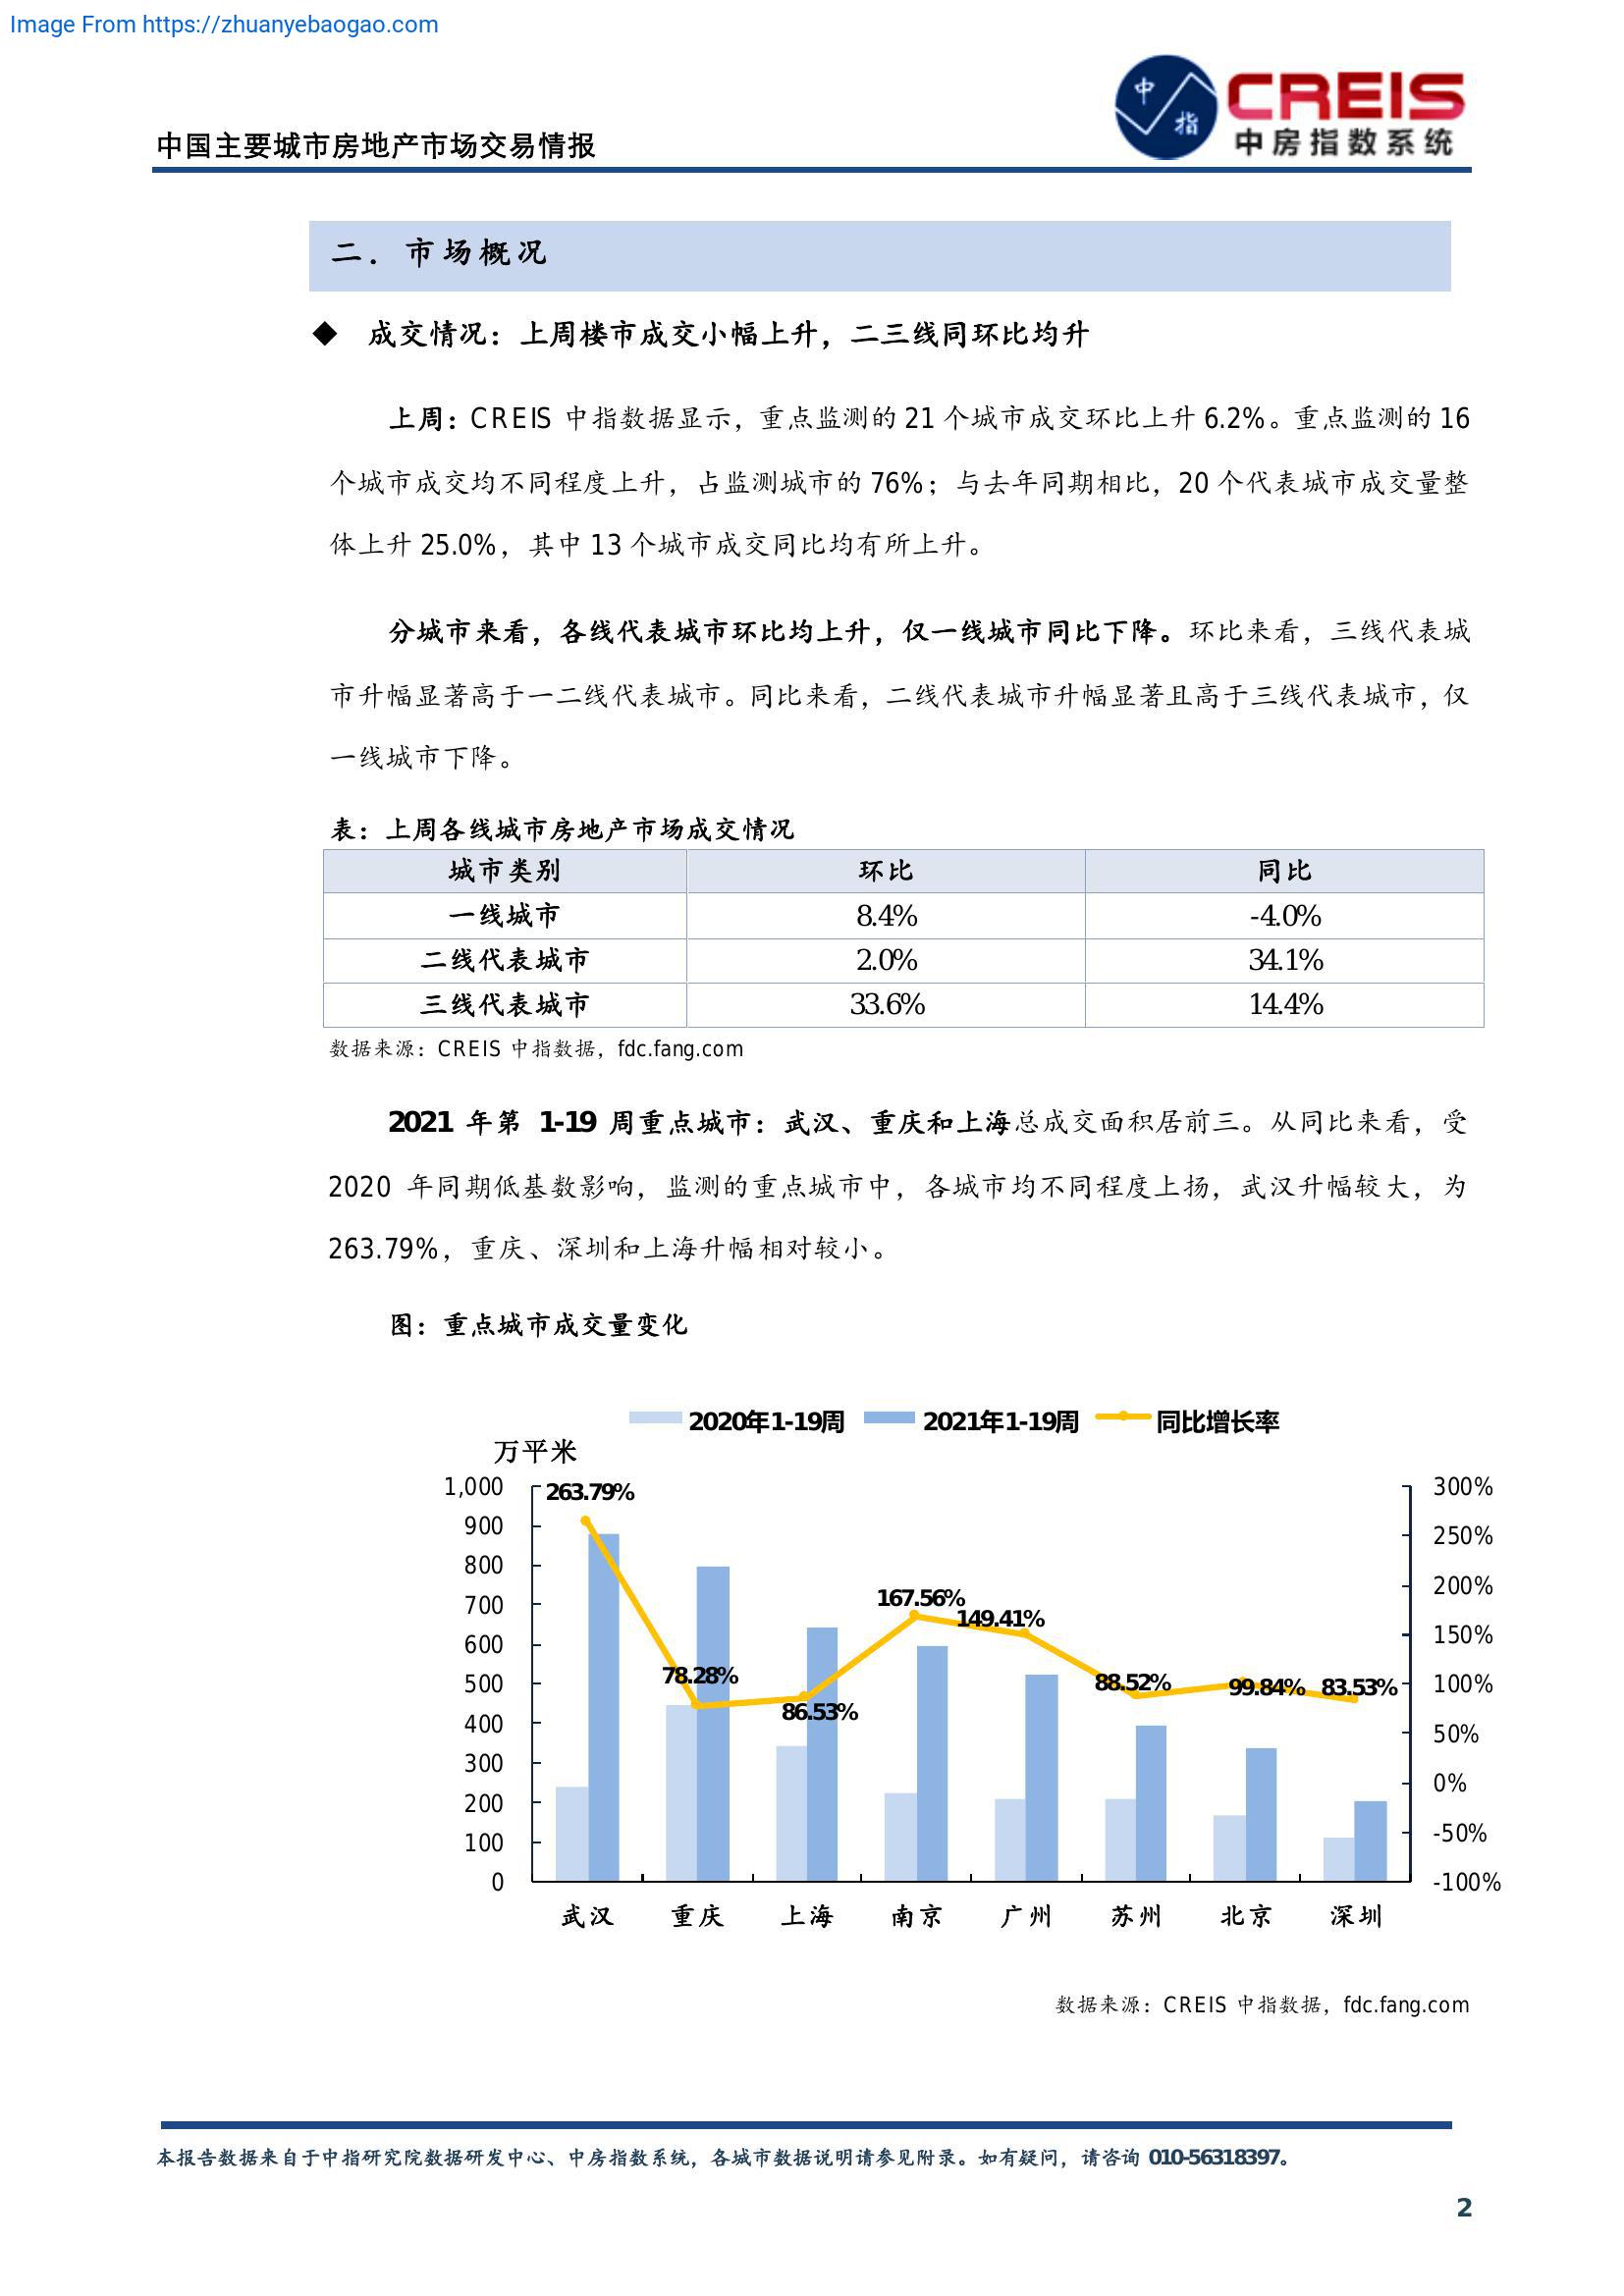 Image From https://zhuanyebaogao.com
中 指
CREIS
中房指数系统
中国主要城市房地产市场交易情报
二．市场概况
◆ 成交情况：上周楼市成交小幅上升，二三线同环比均升
上周：CREIS 中指数据显示，重点监测的 21 个城市成交环比上升 6.2%。重点监测的 16
个城市成交均不同程度上升，占监测城市的 76%；与去年同期相比，20 个代表城市成交量整
体上升 25.0%，其中 13 个城市成交同比均有所上升。
分城市来看，各线代表城市环比均上升，仅一线城市同比下降。环比来看，三线代表城
市升幅显著高于一二线代表城市。同比来看，二线代表城市升幅显著且高于三线代表城市，仅
一线城市下降。
表：上周各线城市房地产市场成交情况
城市类别 环比 同比
一线城市 8.4% -4.0%
二线代表城市 2.0% 34.1%
三线代表城市 33.6% 14.4%
数据来源：CREIS 中指数据，fdc.fang.com
2021 年第 1-19 周重点城市：武汉、重庆和上海总成交面积居前三。从同比来看，受
2020 年同期低基数影响，监测的重点城市中，各城市均不同程度上扬，武汉升幅较大，为
263.79%，重庆、深圳和上海升幅相对较小。
图：重点城市成交量变化
2020年1-19周 2021年1-19周 同比增长率
万平米
1,000 263.79% 300%
900 250%
800 200%
700 167.56% 149.41% 150%
600
500 78.28% 88.52% 99.84% 83.53% 100%
400 86.53% 50%
300 0%
200
100 -50%
0 -100%
武汉 重庆 上海 南京 广州 苏州 北京 深圳
数据来源：CREIS 中指数据，fdc.fang.com
本报告数据来自于中指研究院数据研发中心、中房指数系统，各城市数据说明请参见附录。如有疑问，请咨询 010-56318397。
2